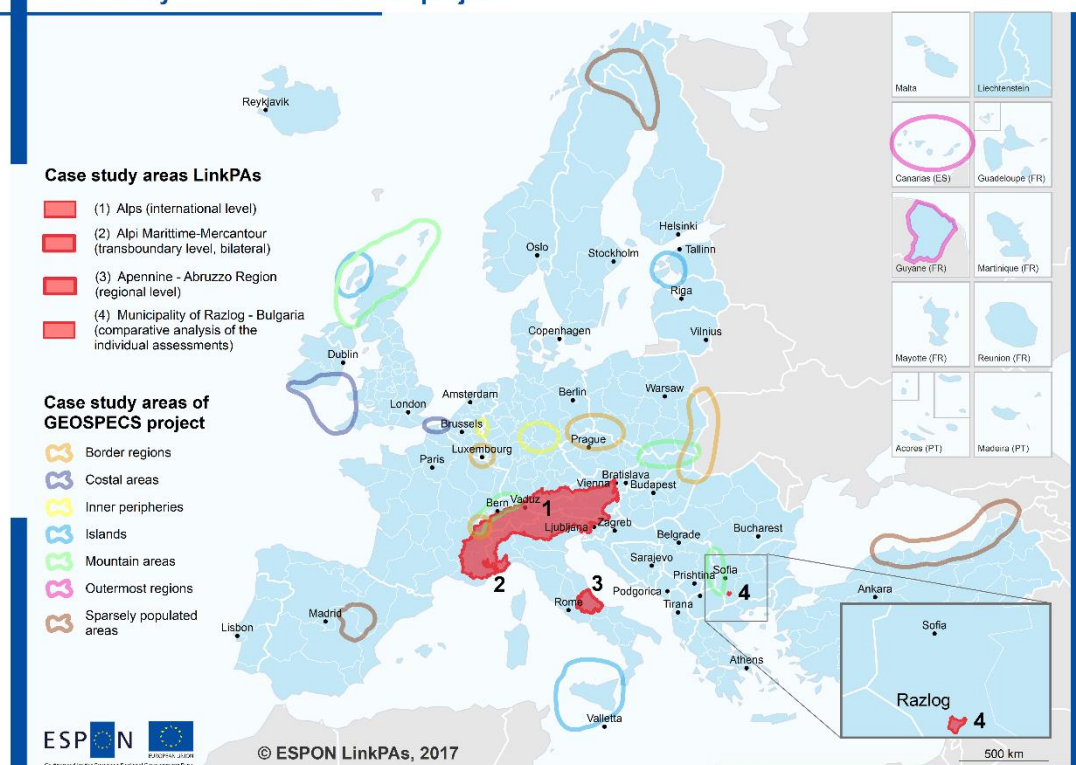 Reykjavik
Case study areas LinkPAs
(1) Alps (international level)
(2) Alpi Marittime-Mercantour
(transboundary level, bilateral)
(3) Apennine - Abruzzo Region
(regional level)
(4) Municipality of Razlog - Bulgaria
(comparative analysis of the
individual assessments)
Case study areas of
GEOSPECS project
Border regions
Costal areas
Inner peripheries
Islands
Mountain areas
Outermost regions
Sparsely populated
areas
Malta
Liechtenstein
Canarias (ES)
Guadeloupe (FR)
Guyane (FR)
Martinique (FR)
Mayotte (FR)
Reunion (FR)
Acores (PT)
Madeira (PT)
Helsinki
Oslo
Stockholm
Tallinn
Riga
Copenhagen
Vilnius
Dublin
London
Amsterdam
Berlin
Warsaw
Brussels
Luxembourg
Prague
Paris
Bratislava
Vienna
Budapest
Bern
Vaduz
1
Ljubljana
Zagreb
Belgrade
Bucharest
2
3
Sarajevo
Prishtina
Sofia
Podgorica
4
Rome
Tirana
Madrid
Lisbon
Ankara
Athens
Valletta
Sofia
Razlog
4
ESPON
EUROPEAN UNION
© ESPON LinkPAs, 2017
500 km